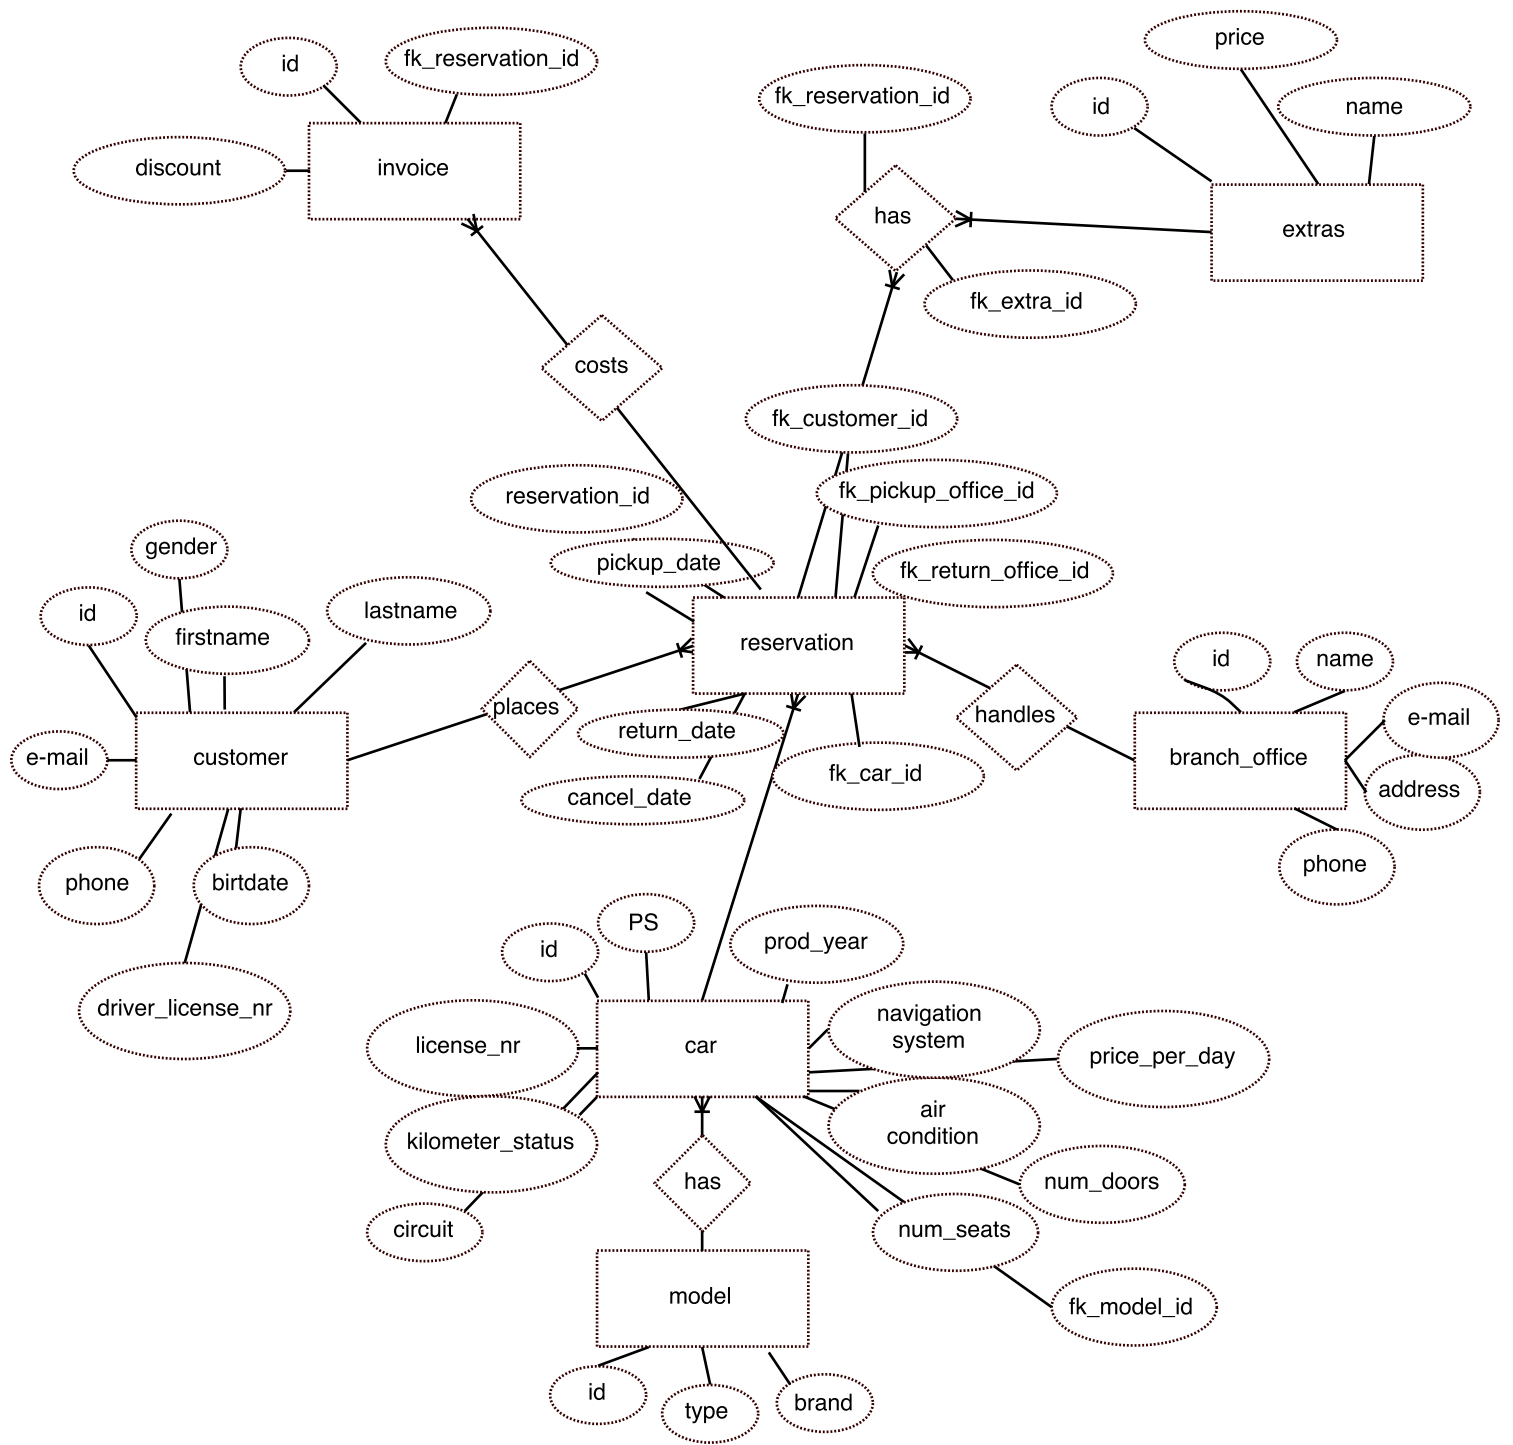 price
id
fk_reservation_id
fk_reservation_id
id
name
discount
invoice
has
extras
fk_extra_id
costs
fk_customer_id
reservation_id
fk_pickup_office_id
gender
pickup_date
fk_return_office_id
id
firstname
lastname
reservation
id
name
places
return_date
handles
e-mail
e-mail
customer
fk_car_id
branch_office
cancel_date
address
phone
birtdate
phone
PS
id
prod_year
driver_license_nr
navigation
system
license_nr
car
price_per_day
air
condition
kilometer_status
has
num_doors
circuit
num_seats
model
fk_model_id
id
type
brand